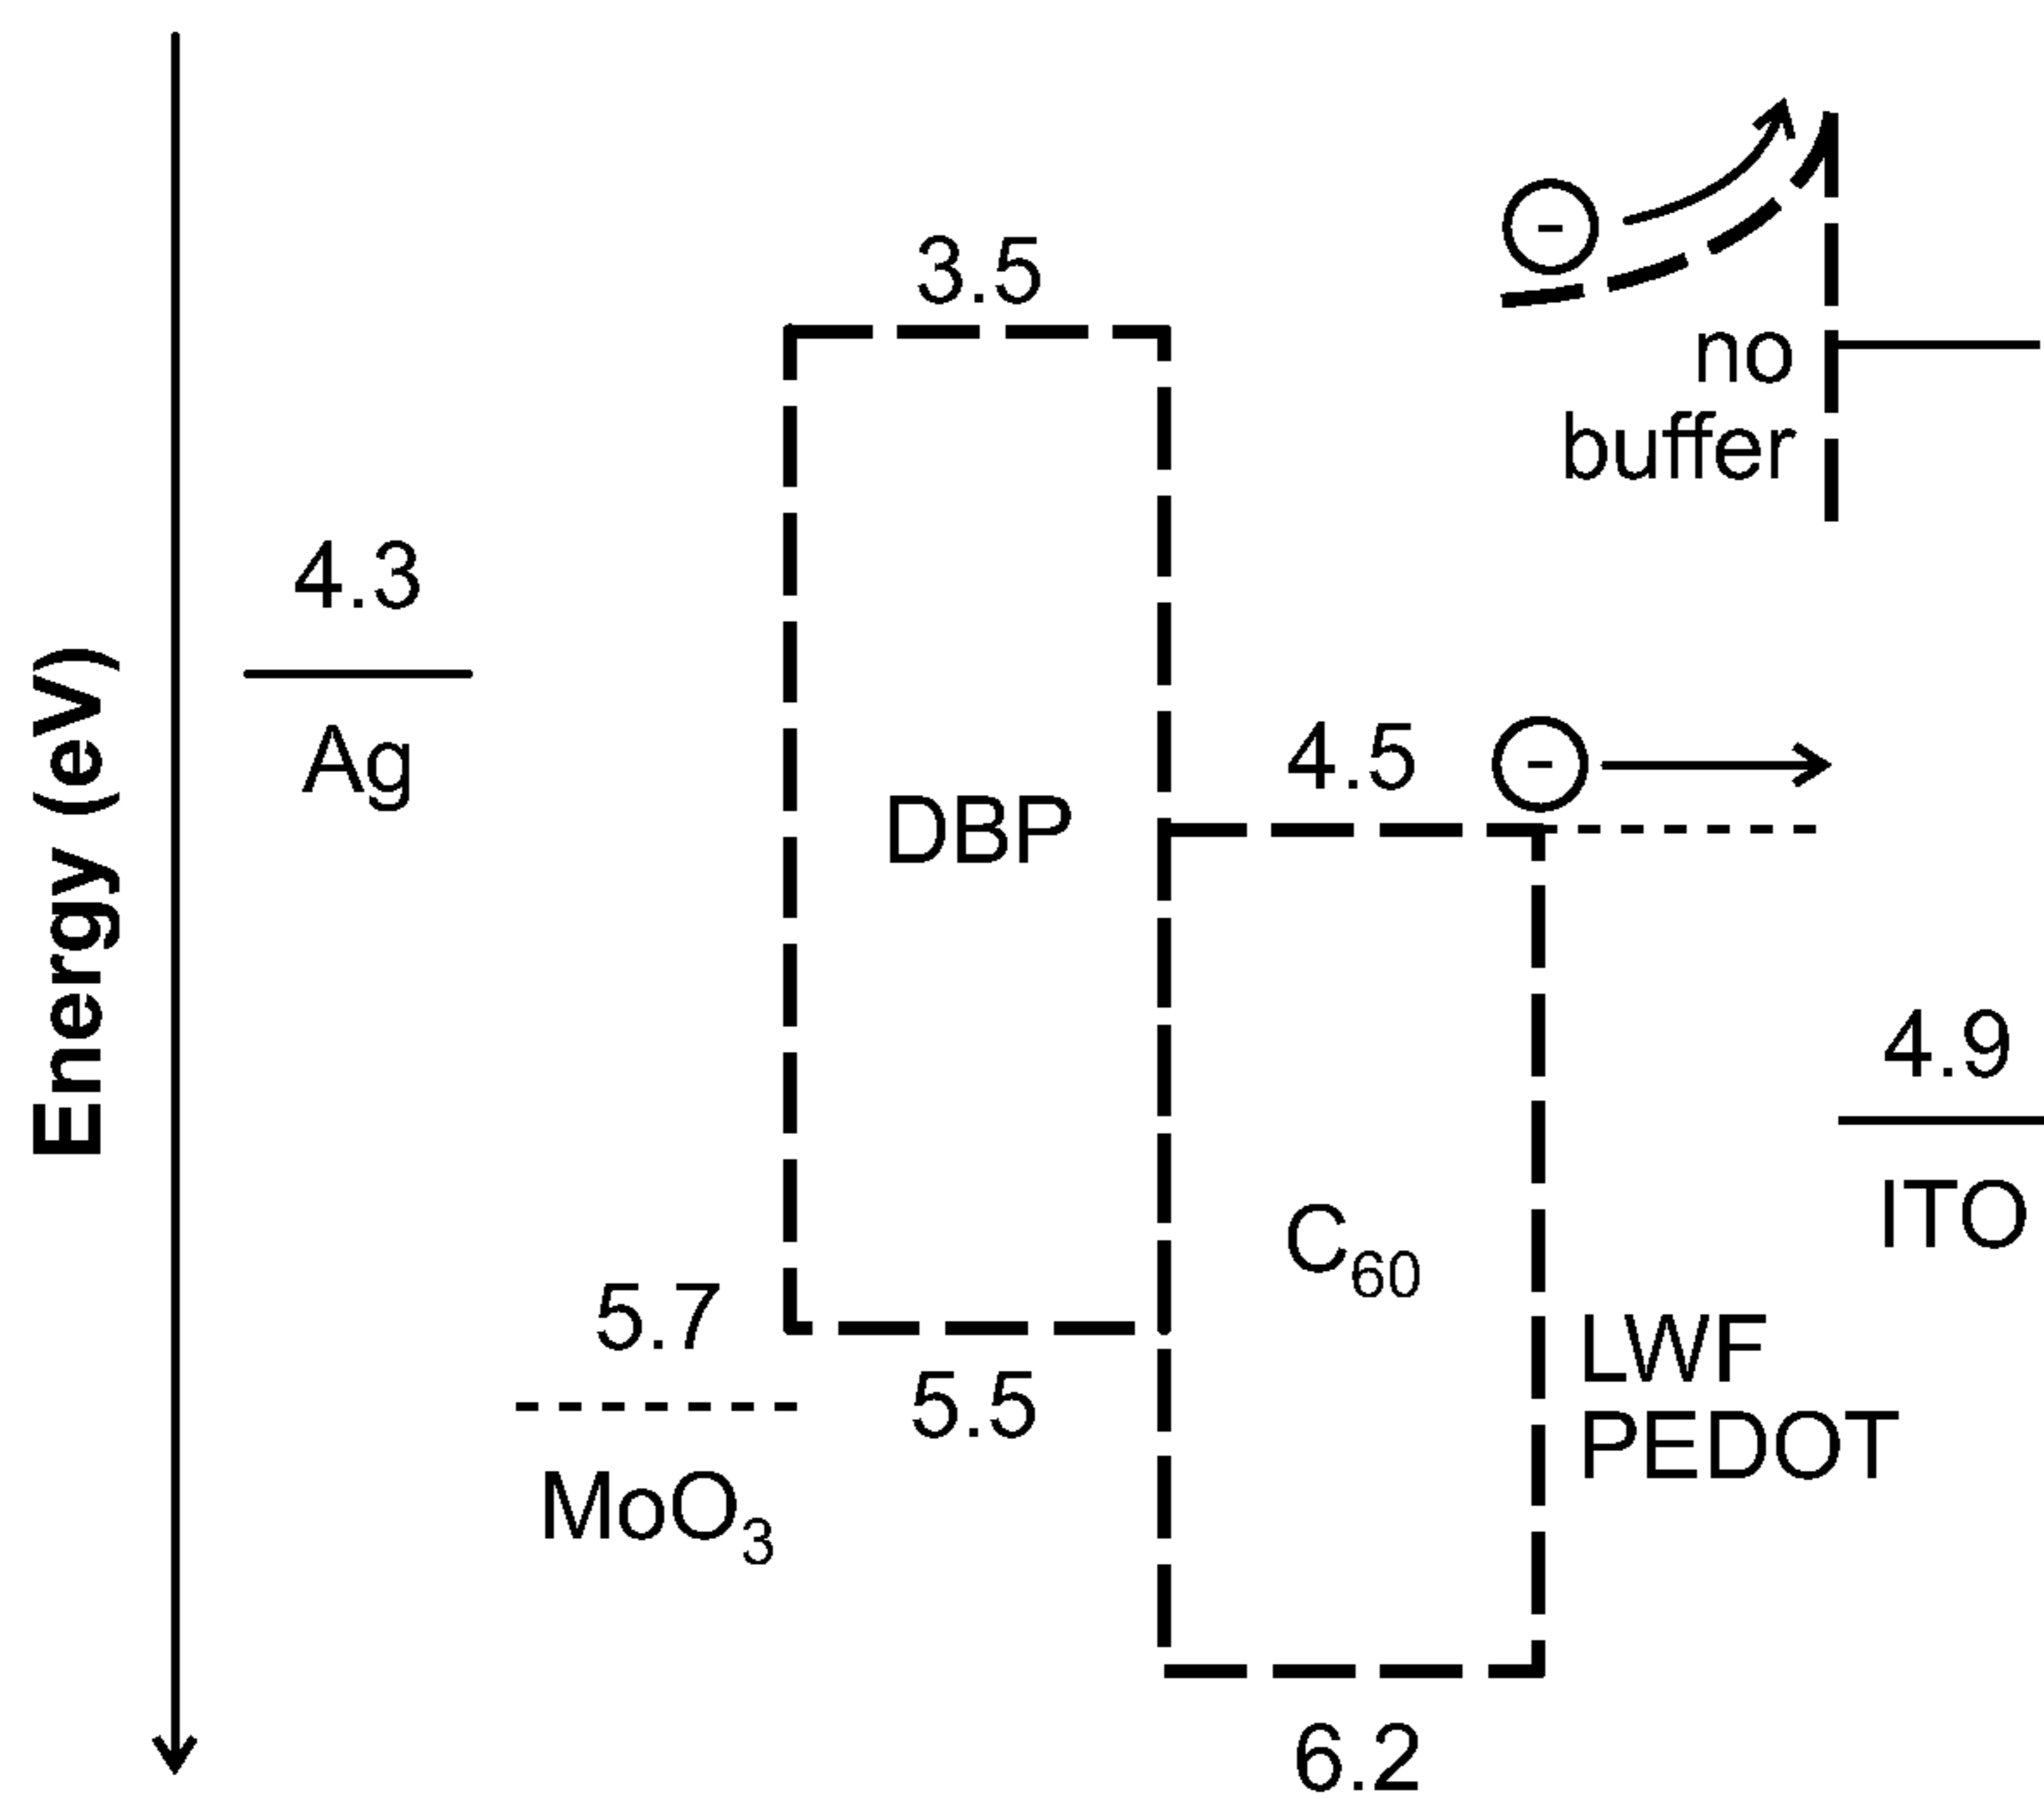 Energy (eV)
4.3
Ag
5.7
MoO₃
3.5
DBP
5.5
4.5
-
C₆₀
6.2
-
no
buffer
LWF
PEDOT
4.9
ITO